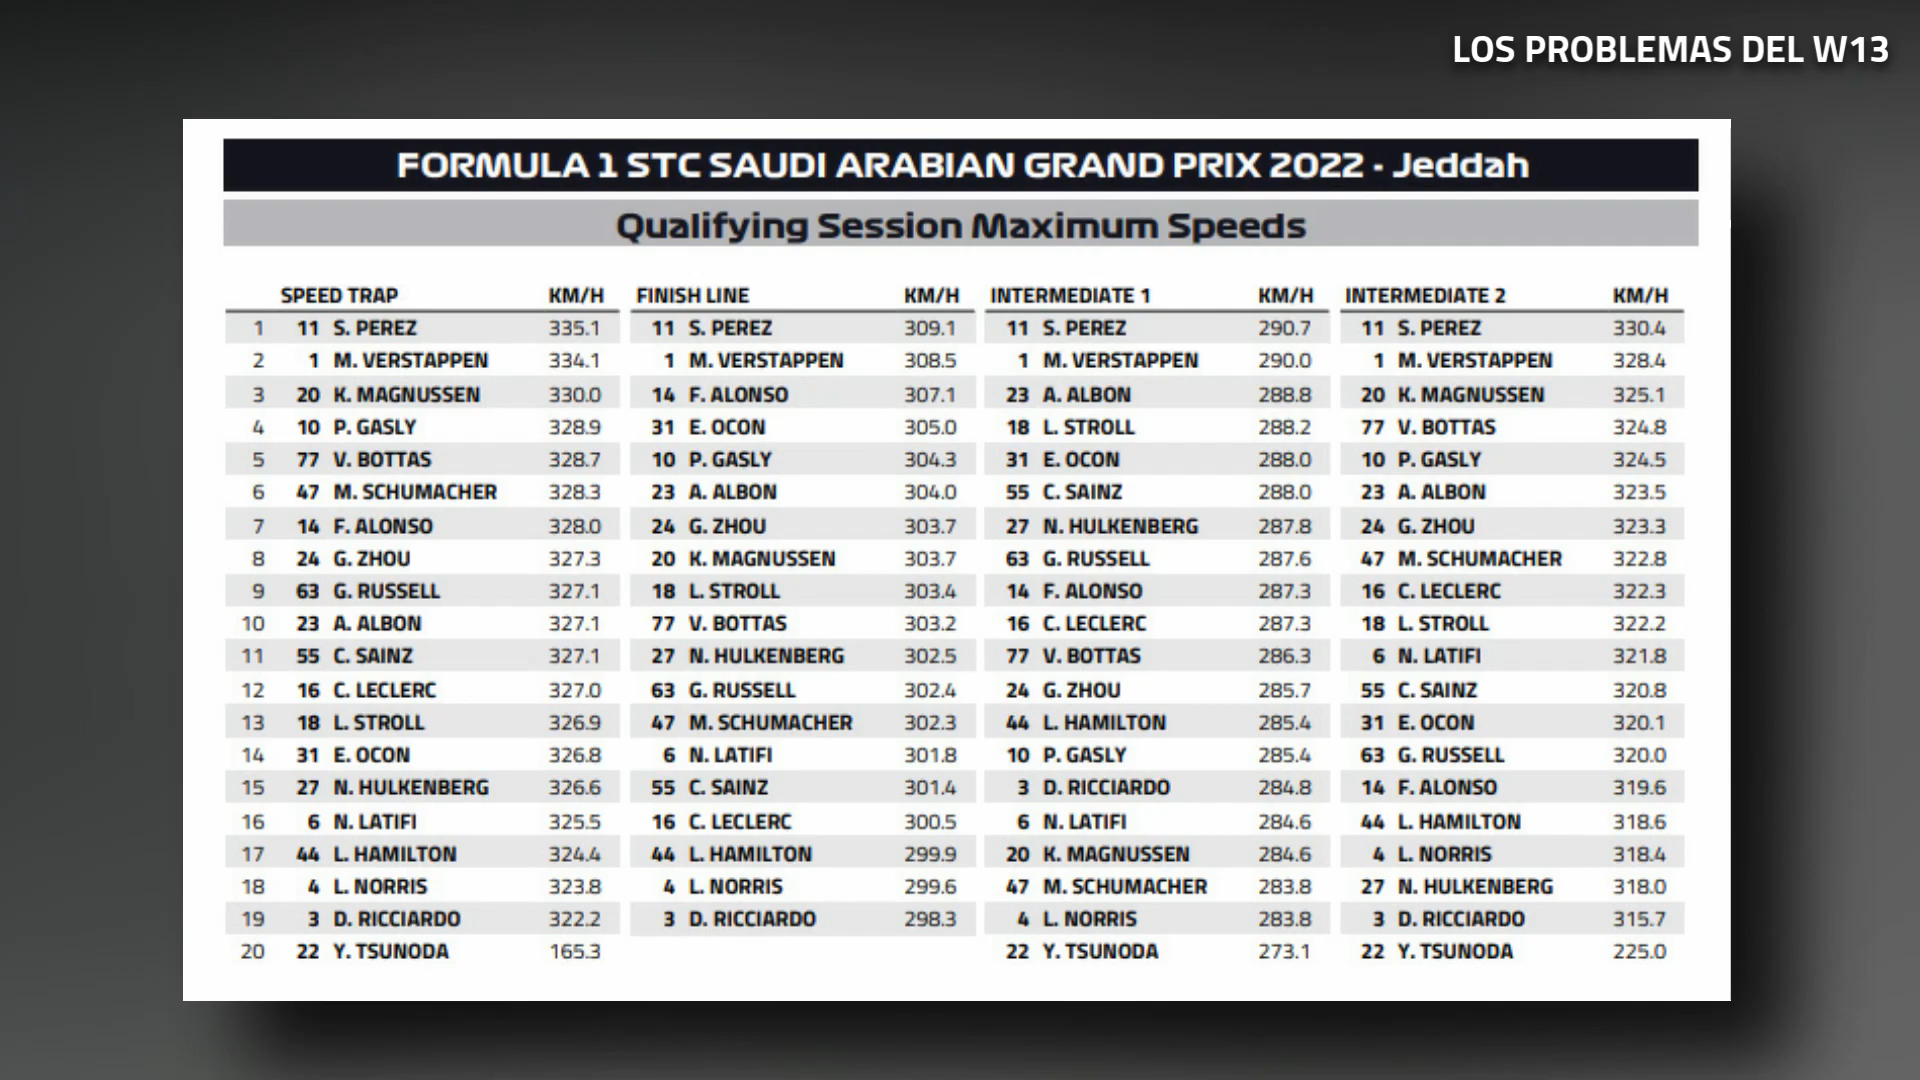 LOS PROBLEMAS DEL W13
FORMULA 1 STC SAUDI ARABIAN GRAND PRIX 2022 - Jeddah
Qualifying Session Maximum Speeds
SPEED TRAP KM/H FINISH LINE KM/H INTERMEDIATE 1 KM/H INTERMEDIATE 2 KM/H
1 11 S. PEREZ 335.1 11 S. PEREZ 309.1 11 S. PEREZ 290.7 11 S. PEREZ 330.4
2 1 M. VERSTAPPEN 334.1 1 M. VERSTAPPEN 308.5 1 M. VERSTAPPEN 290.0 1 M. VERSTAPPEN 328.4
3 20 K. MAGNUSSEN 330.0 14 F. ALONSO 307.1 23 A. ALBON 288.8 20 K. MAGNUSSEN 325.1
4 10 P. GASLY 328.9 31 E. OCON 305.0 18 L. STROLL 288.2 77 V. BOTTAS 324.8
5 77 V. BOTTAS 328.7 10 P. GASLY 304.3 31 E. OCON 288.0 10 P. GASLY 324.5
6 47 M. SCHUMACHER 328.3 23 A. ALBON 304.0 55 C. SAINZ 288.0 23 A. ALBON 323.5
7 14 F. ALONSO 328.0 24 G. ZHOU 303.7 27 N. HULKENBERG 287.8 24 G. ZHOU 323.3
8 24 G. ZHOU 327.3 20 K. MAGNUSSEN 303.7 63 G. RUSSELL 287.6 47 M. SCHUMACHER 322.8
9 63 G. RUSSELL 327.1 18 L. STROLL 303.4 14 F. ALONSO 287.3 16 C. LECLERC 322.3
10 23 A. ALBON 327.1 77 V. BOTTAS 303.2 16 C. LECLERC 287.3 18 L. STROLL 322.2
11 55 C. SAINZ 327.1 27 N. HULKENBERG 302.5 77 V. BOTTAS 286.3 6 N. LATIFI 321.8
12 16 C. LECLERC 327.0 63 G. RUSSELL 302.4 24 G. ZHOU 285.7 55 C. SAINZ 320.8
13 18 L. STROLL 326.9 47 M. SCHUMACHER 302.3 44 L. HAMILTON 285.4 31 E. OCON 320.1
14 31 E. OCON 326.8 6 N. LATIFI 301.8 10 P. GASLY 285.4 63 G. RUSSELL 320.0
15 27 N. HULKENBERG 326.6 55 C. SAINZ 301.4 3 D. RICCIARDO 284.8 14 F. ALONSO 319.6
16 6 N. LATIFI 325.5 16 C. LECLERC 300.5 6 N. LATIFI 284.6 44 L. HAMILTON 318.6
17 44 L. HAMILTON 324.4 44 L. HAMILTON 299.9 20 K. MAGNUSSEN 284.6 4 L. NORRIS 318.4
18 4 L. NORRIS 323.8 4 L. NORRIS 299.6 47 M. SCHUMACHER 283.8 27 N. HULKENBERG 318.0
19 3 D. RICCIARDO 322.2 3 D. RICCIARDO 298.3 4 L. NORRIS 283.8 3 D. RICCIARDO 315.7
20 22 Y. TSUNODA 165.3 22 Y. TSUNODA 273.1 22 Y. TSUNODA 225.0